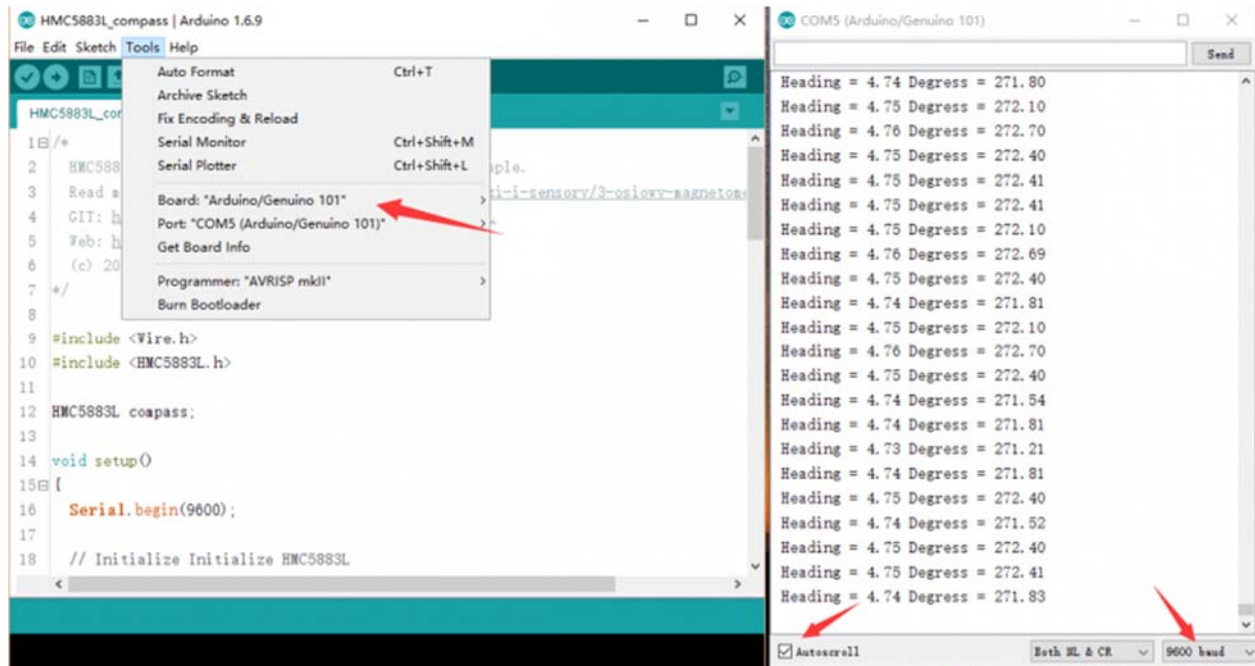 HMC5883L_compass | Arduino 1.6.9
File Edit Sketch Tools Help
Auto Format Ctrl+T
Archive Sketch
Fix Encoding & Reload
Serial Monitor Ctrl+Shift+M
Serial Plotter Ctrl+Shift+L
Board: "Arduino/Genuino 101"
Port: "COM5 (Arduino/Genuino 101)"
Get Board Info
Programmer: "AVRISP mkII"
Burn Bootloader
HMC5883L_cor
1 /*
2 HMC588 ple.
3 Read m ti-i-sensory/3-osiowy-magnetome
4 GIT: h
5 Web: h
6 (c) 20
7 */
8
9 #include <Wire.h>
10 #include <HMC5883L.h>
11
12 HMC5883L compass;
13
14 void setup()
15 {
16 Serial.begin(9600);
17
18 // Initialize Initialize HMC5883L
COM5 (Arduino/Genuino 101)
Send
Heading = 4.74 Degress = 271.80
Heading = 4.75 Degress = 272.10
Heading = 4.76 Degress = 272.70
Heading = 4.75 Degress = 272.40
Heading = 4.75 Degress = 272.41
Heading = 4.75 Degress = 272.41
Heading = 4.75 Degress = 272.10
Heading = 4.76 Degress = 272.69
Heading = 4.75 Degress = 272.40
Heading = 4.74 Degress = 271.81
Heading = 4.75 Degress = 272.10
Heading = 4.76 Degress = 272.70
Heading = 4.75 Degress = 272.40
Heading = 4.74 Degress = 271.54
Heading = 4.74 Degress = 271.81
Heading = 4.73 Degress = 271.21
Heading = 4.74 Degress = 271.81
Heading = 4.75 Degress = 272.40
Heading = 4.74 Degress = 271.52
Heading = 4.75 Degress = 272.40
Heading = 4.75 Degress = 272.41
Heading = 4.74 Degress = 271.83
Autoscroll Both NL & CR 9600 baud